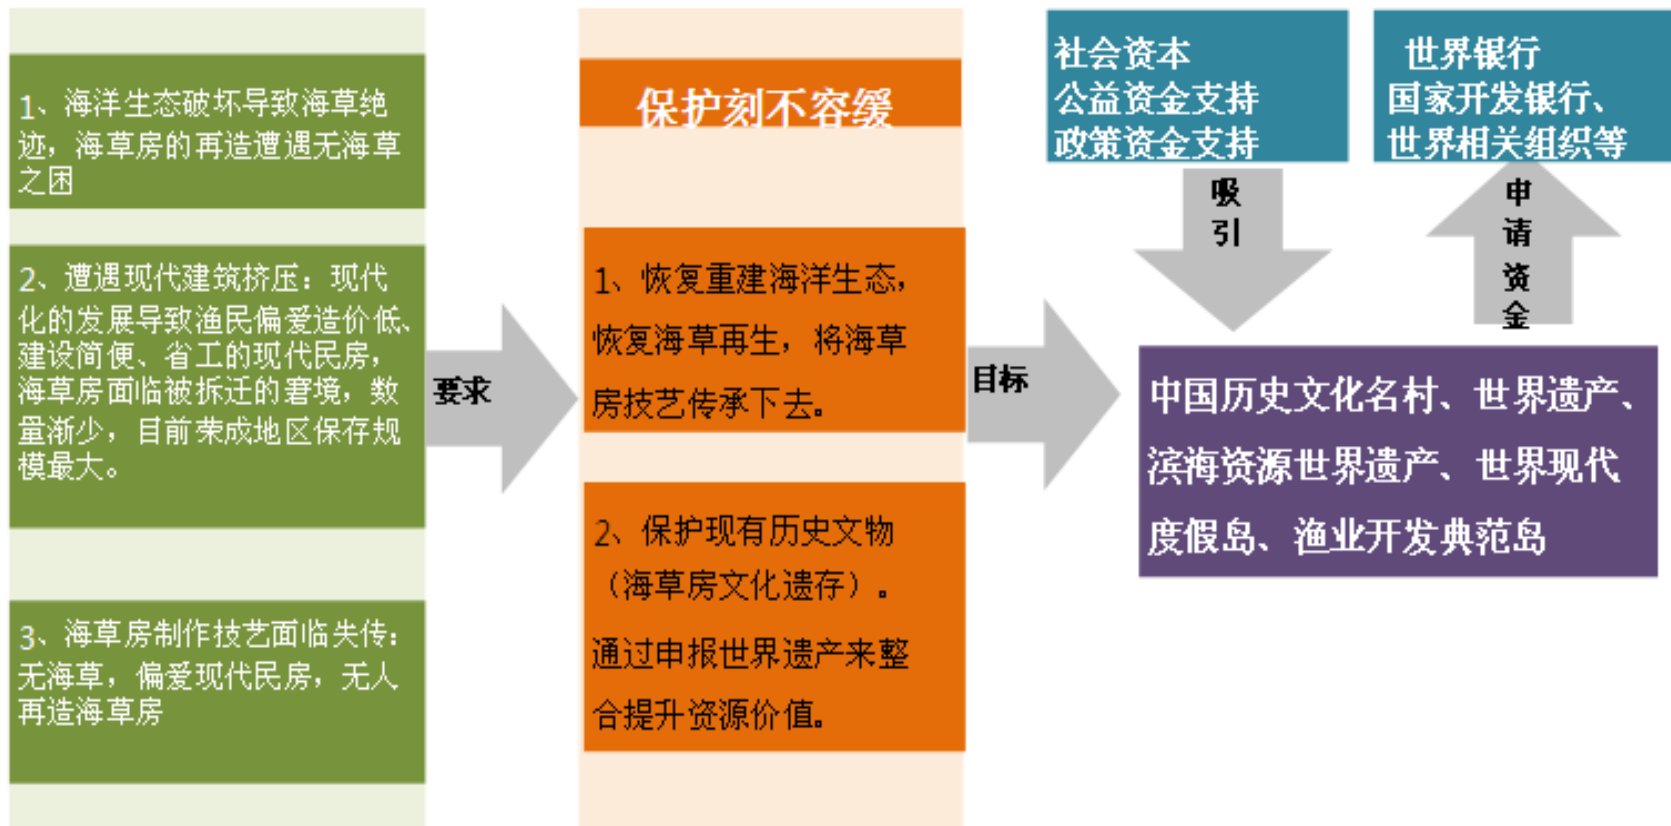 1、海洋生态破坏导致海草绝
迹，海草房的再造遭遇无海草
之困
2、遭遇现代建筑挤压：现代
化的发展导致渔民偏爱造价低、
建设简便、省工的现代民房，
海草房面临被拆迁的窘境，数
量渐少，目前荣成地区保存规
模最大。
3、海草房制作技艺面临失传：
无海草，偏爱现代民房，无人
再造海草房
要求
保护刻不容缓
1、恢复重建海洋生态，
恢复海草再生，将海草
房技艺传承下去。
2、保护现有历史文物
（海草房文化遗存）。
通过申报世界遗产来整
合提升资源价值。
目标
社会资本
公益资金支持
政策资金支持
吸
引
世界银行
国家开发银行、
世界相关组织等
申
请
资
金
中国历史文化名村、世界遗产、
滨海资源世界遗产、世界现代
度假岛、渔业开发典范岛